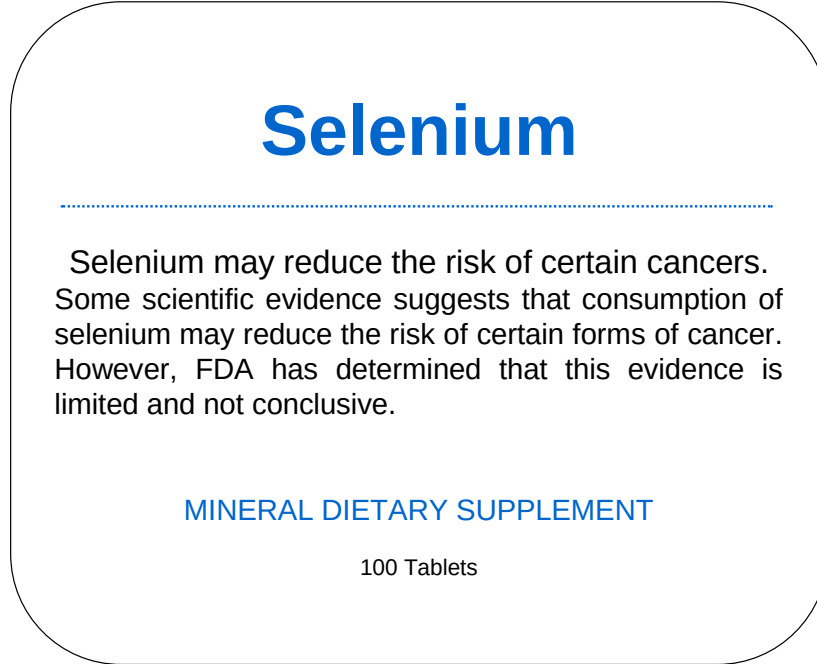 Selenium
Selenium may reduce the risk of certain cancers.
Some scientific evidence suggests that consumption of
selenium may reduce the risk of certain forms of cancer.
However, FDA has determined that this evidence is
limited and not conclusive.
MINERAL DIETARY SUPPLEMENT
100 Tablets